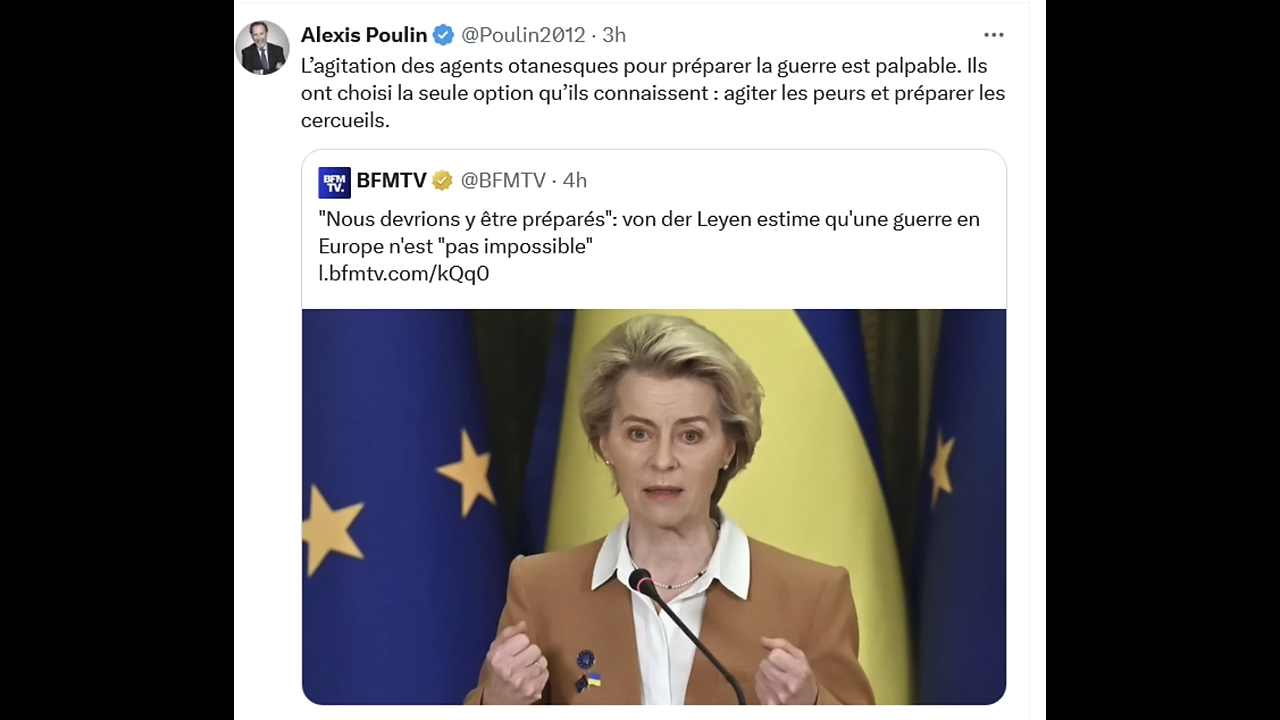 Alexis Poulin @Poulin2012 · 3h
L’agitation des agents otanesques pour préparer la guerre est palpable. Ils
ont choisi la seule option qu’ils connaissent : agiter les peurs et préparer les
cercueils.
BFM
TV.
BFMTV @BFMTV · 4h
"Nous devrions y être préparés": von der Leyen estime qu'une guerre en
Europe n'est "pas impossible"
l.bfmtv.com/kQq0